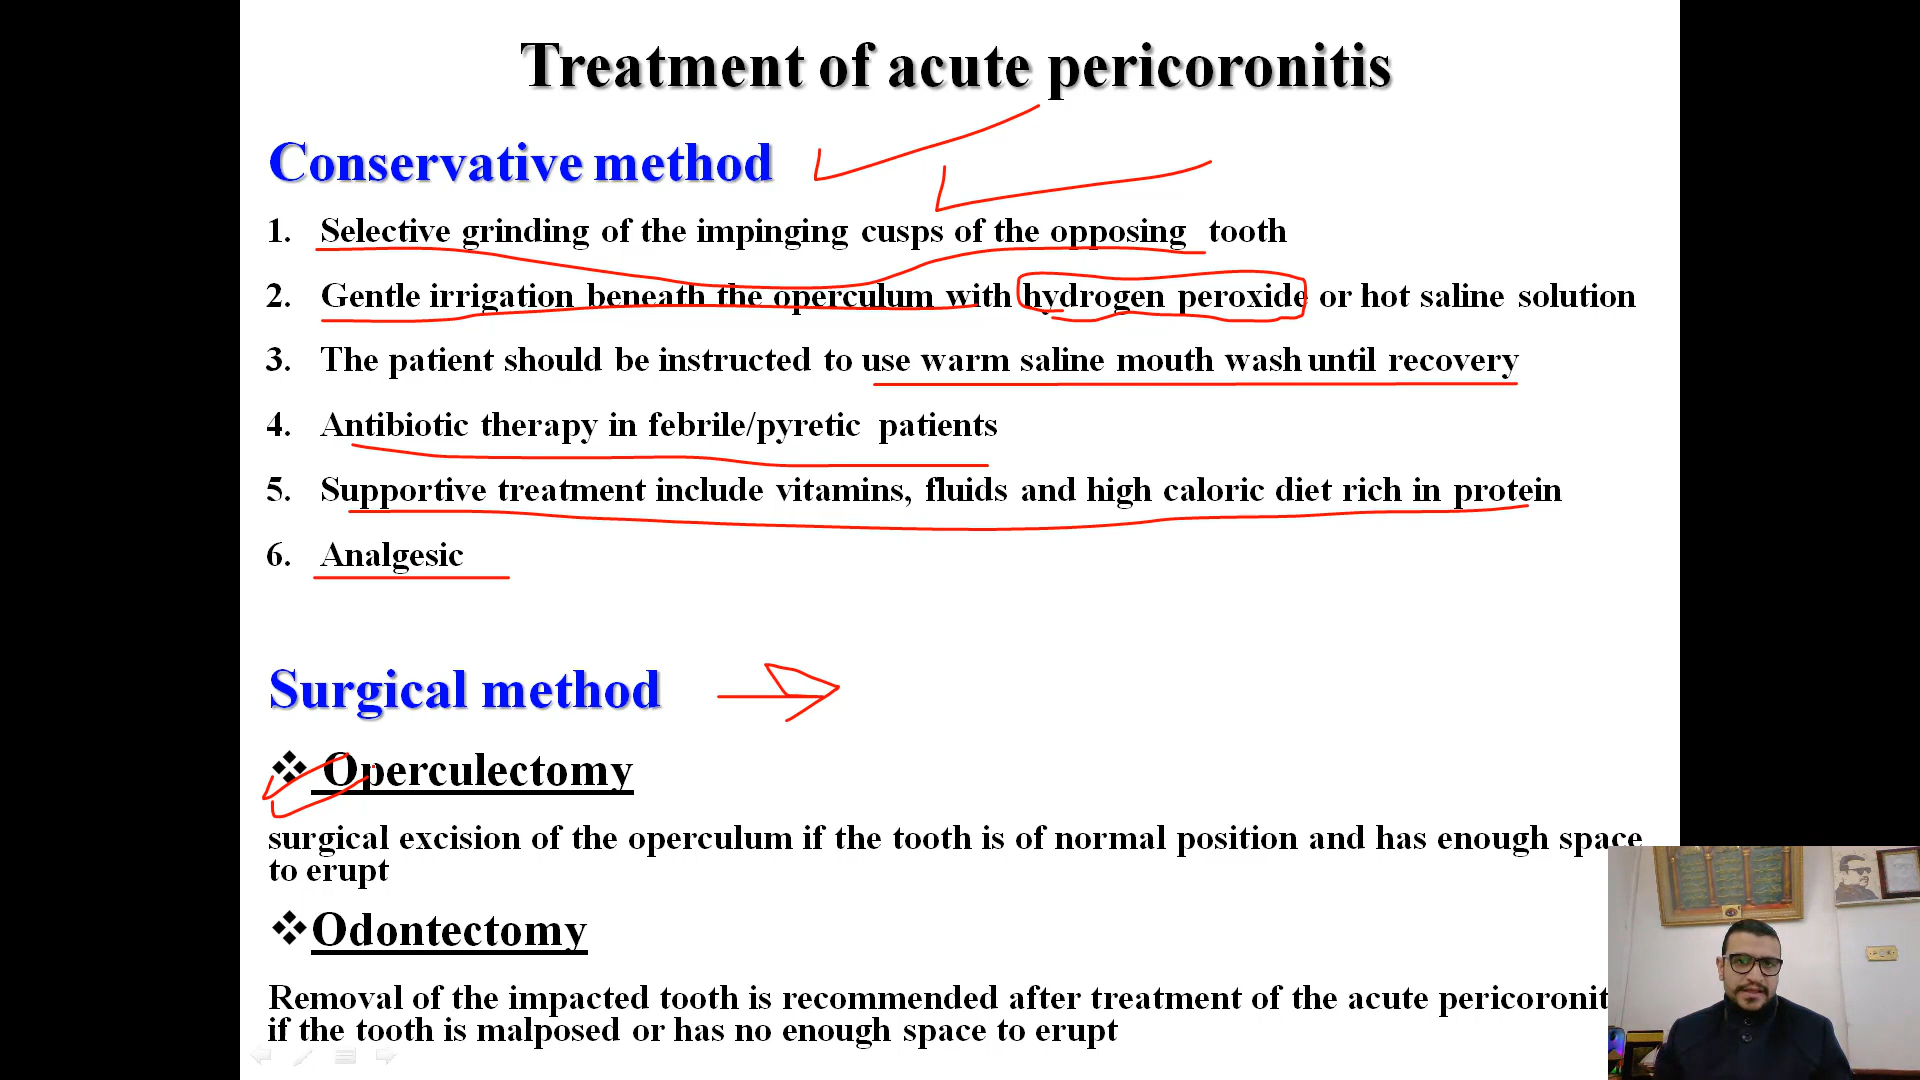 Treatment of acute pericoronitis
Conservative method
1. Selective grinding of the impinging cusps of the opposing tooth
2. Gentle irrigation beneath the operculum with hydrogen peroxide or hot saline solution
3. The patient should be instructed to use warm saline mouth wash until recovery
4. Antibiotic therapy in febrile/pyretic patients
5. Supportive treatment include vitamins, fluids and high caloric diet rich in protein
6. Analgesic
Surgical method
❖ Operculectomy
surgical excision of the operculum if the tooth is of normal position and has enough space
to erupt
❖Odontectomy
Removal of the impacted tooth is recommended after treatment of the acute pericoronit
if the tooth is malposed or has no enough space to erupt